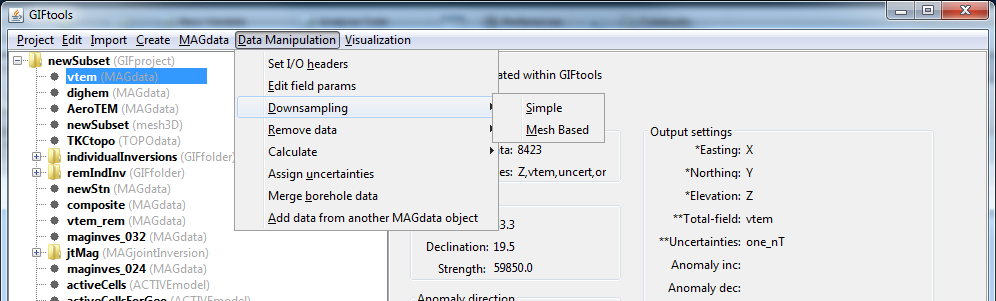 GIFtools
Project Edit Import Create MAGdata Data Manipulation Visualization
newSubset (GIFproject)
vtem (MAGdata)
dighem (MAGdata)
AeroTEM (MAGdata)
newSubset (mesh3D)
TKCtopo (TOPOdata)
individualInversions (GIFfolder)
remIndInv (GIFfolder)
newStn (MAGdata)
composite (MAGdata)
vtem_rem (MAGdata)
maginves_032 (MAGdata)
jtMag (MAGjointInversion)
maginves_024 (MAGdata)
activeCells (ACTIVEmodel)
activeCellsForGeo (ACTIVEmodel)
Set I/O headers
Edit field params
Downsampling
Remove data
Calculate
Assign uncertainties
Merge borehole data
Add data from another MAGdata object
Simple
Mesh Based
ated within GIFtools
ta: 8423
es: Z,vtem,uncert,or
3.3
Declination: 19.5
Strength: 59850.0
Anomaly direction
Output settings
*Easting: X
*Northing: Y
*Elevation: Z
**Total-field: vtem
**Uncertainties: one_nT
Anomaly inc:
Anomaly dec: